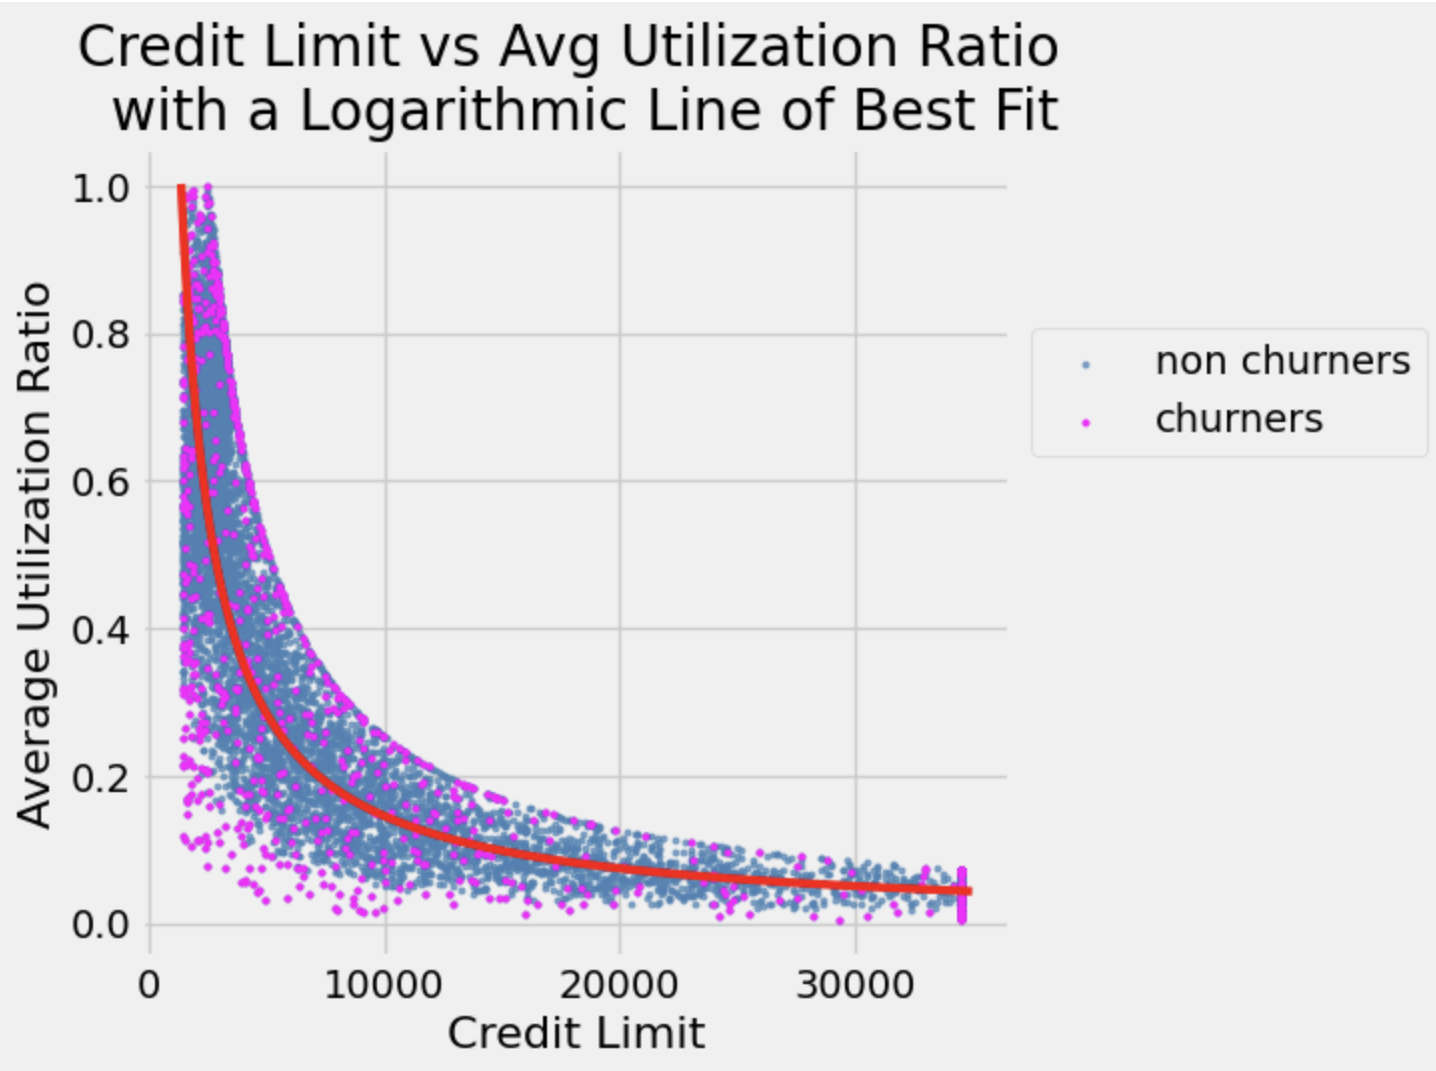 Credit Limit vs Avg Utilization Ratio
with a Logarithmic Line of Best Fit
Average Utilization Ratio
1.0
0.8
0.6
0.4
0.2
0.0
0
10000
20000
30000
Credit Limit
non churners
churners